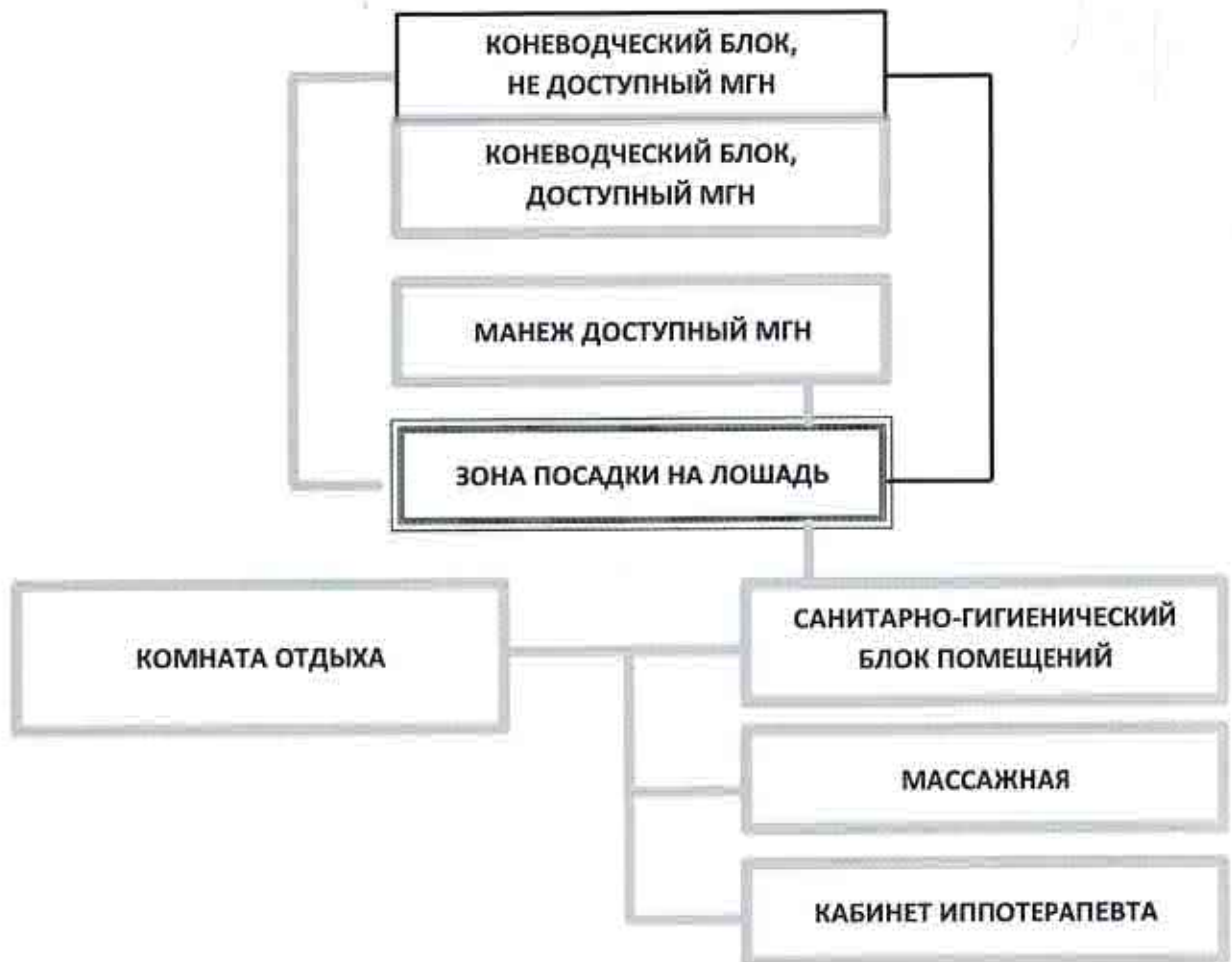 КОНЕВОДЧЕСКИЙ БЛОК,
НЕ ДОСТУПНЫЙ МГН
КОНЕВОДЧЕСКИЙ БЛОК,
ДОСТУПНЫЙ МГН
МАНЕЖ ДОСТУПНЫЙ МГН
ЗОНА ПОСАДКИ НА ЛОШАДЬ
КОМНАТА ОТДЫХА
САНИТАРНО-ГИГИЕНИЧЕСКИЙ
БЛОК ПОМЕЩЕНИЙ
МАССАЖНАЯ
КАБИНЕТ ИППОТЕРАПЕВТА